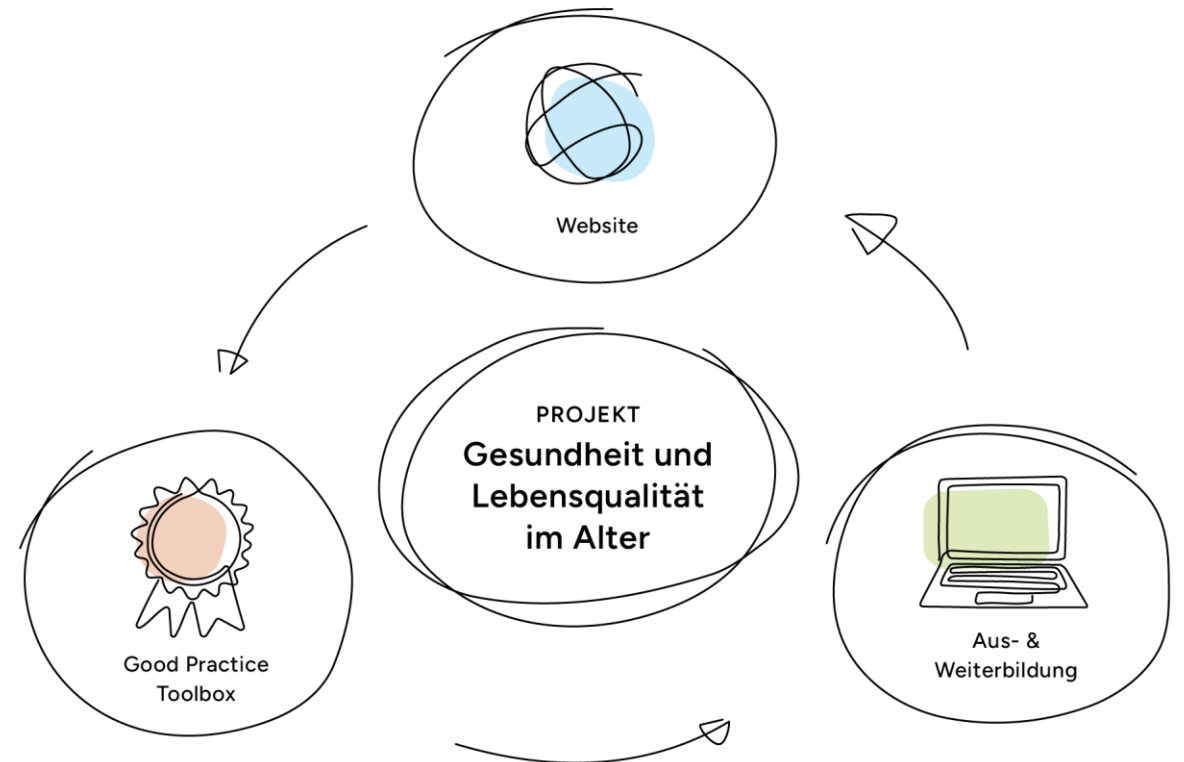 Website
PROJEKT
Gesundheit und
Lebensqualität
im Alter
Good Practice
Toolbox
Aus- &
Weiterbildung